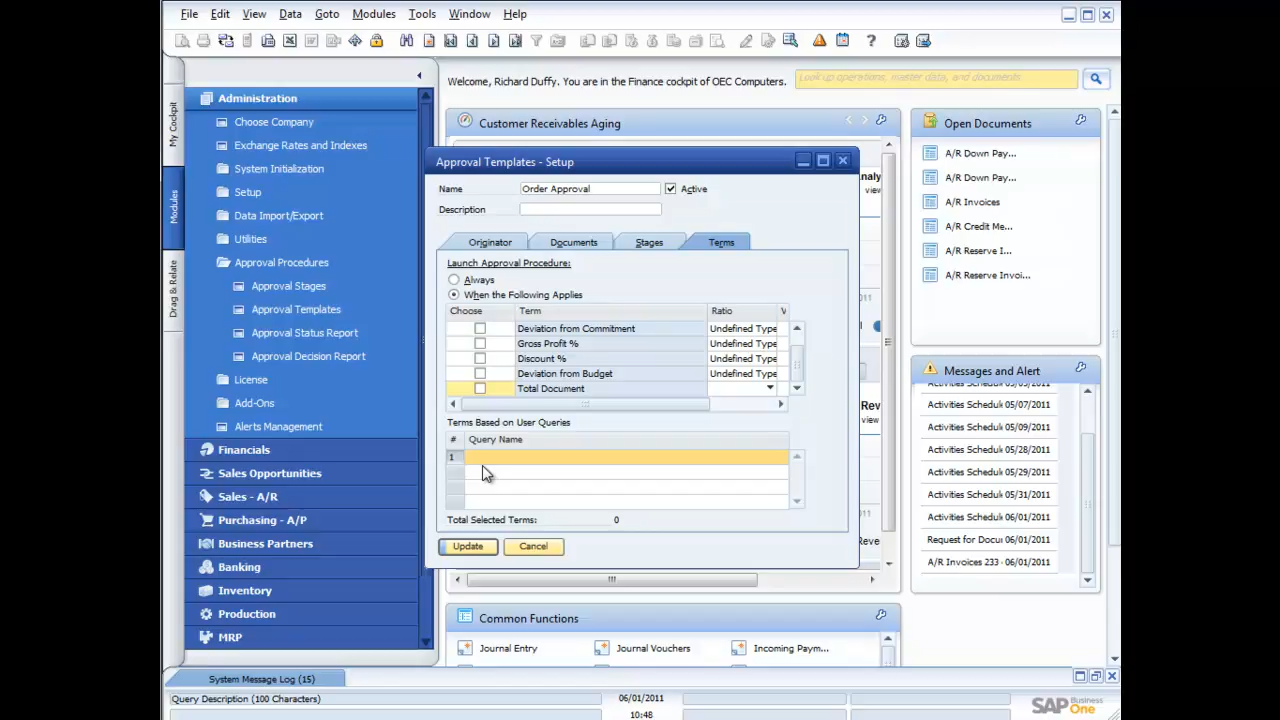 File Edit View Data Goto Modules Tools Window Help
Welcome, Richard Duffy. You are in the Finance cockpit of OEC Computers.
Look up operations, master data, and documents
My Cockpit
Modules
Drag & Relate
Administration
Choose Company
Exchange Rates and Indexes
System Initialization
Setup
Data Import/Export
Utilities
Approval Procedures
Approval Stages
Approval Templates
Approval Status Report
Approval Decision Report
License
Add-Ons
Alerts Management
Financials
Sales Opportunities
Sales - A/R
Purchasing - A/P
Business Partners
Banking
Inventory
Production
MRP
Customer Receivables Aging
Approval Templates - Setup
Name Order Approval Active
Description
Originator Documents Stages Terms
Launch Approval Procedure:
Always
When the Following Applies
Choose Term Ratio V
Deviation from Commitment Undefined Type
Gross Profit % Undefined Type
Discount % Undefined Type
Deviation from Budget Undefined Type
Total Document
Terms Based on User Queries
# Query Name
1
Total Selected Terms: 0
Update Cancel
Open Documents
A/R Down Pay...
A/R Down Pay...
A/R Invoices
A/R Credit Me...
A/R Reserve I...
A/R Reserve Invoi...
Messages and Alert
Activities Schedul 05/03/2011
Activities Schedul 05/07/2011
Activities Schedul 05/09/2011
Activities Schedul 05/28/2011
Activities Schedul 05/29/2011
Activities Schedul 05/31/2011
Activities Schedul 06/01/2011
Request for Docu 06/01/2011
A/R Invoices 233 - 06/01/2011
Common Functions
Journal Entry Journal Vouchers Incoming Paym...
System Message Log (15)
Query Description (100 Characters) 06/01/2011
10:48
SAP Business One